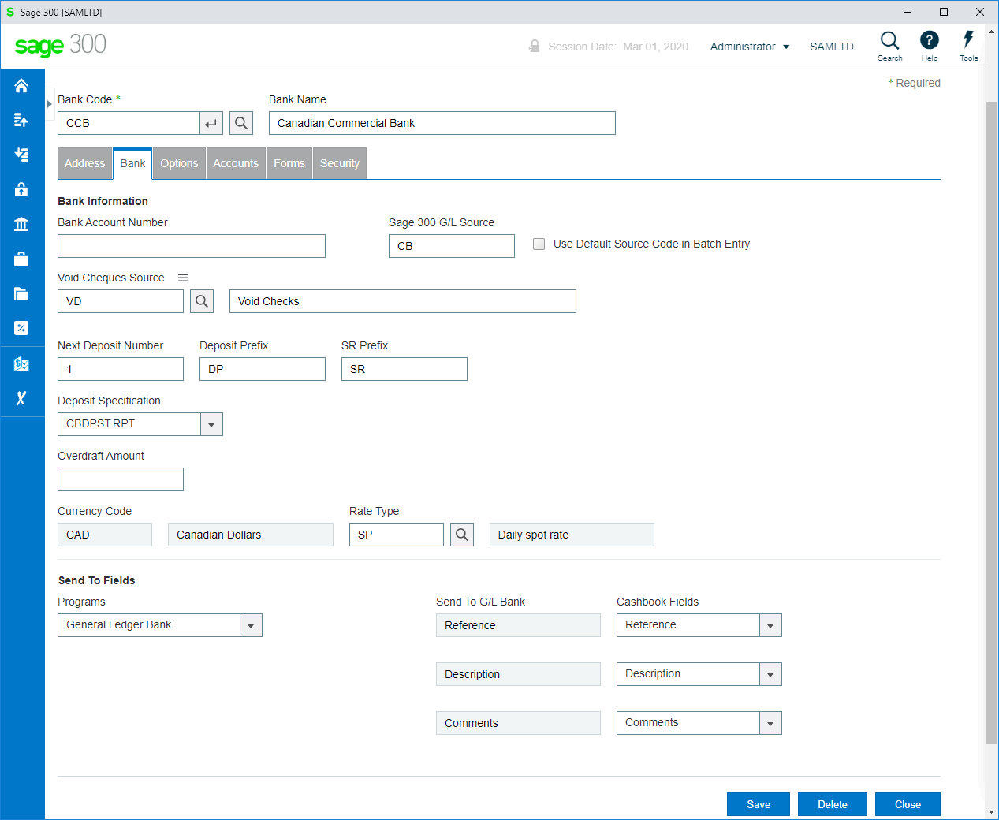 Sage 300 [SAMLTD]
sage 300
Session Date: Mar 01, 2020
Administrator
SAMLTD
Search
Help
Tools
* Required
Bank Code *
Bank Name
CCB
Canadian Commercial Bank
Address Bank Options Accounts Forms Security
Bank Information
Bank Account Number
Sage 300 G/L Source
CB
Use Default Source Code in Batch Entry
Void Cheques Source
VD
Void Checks
Next Deposit Number Deposit Prefix SR Prefix
1 DP SR
Deposit Specification
CBDPST.RPT
Overdraft Amount
Currency Code Rate Type
CAD Canadian Dollars SP Daily spot rate
Send To Fields
Programs Send To G/L Bank Cashbook Fields
General Ledger Bank Reference Reference
Description Description
Comments Comments
Save Delete Close